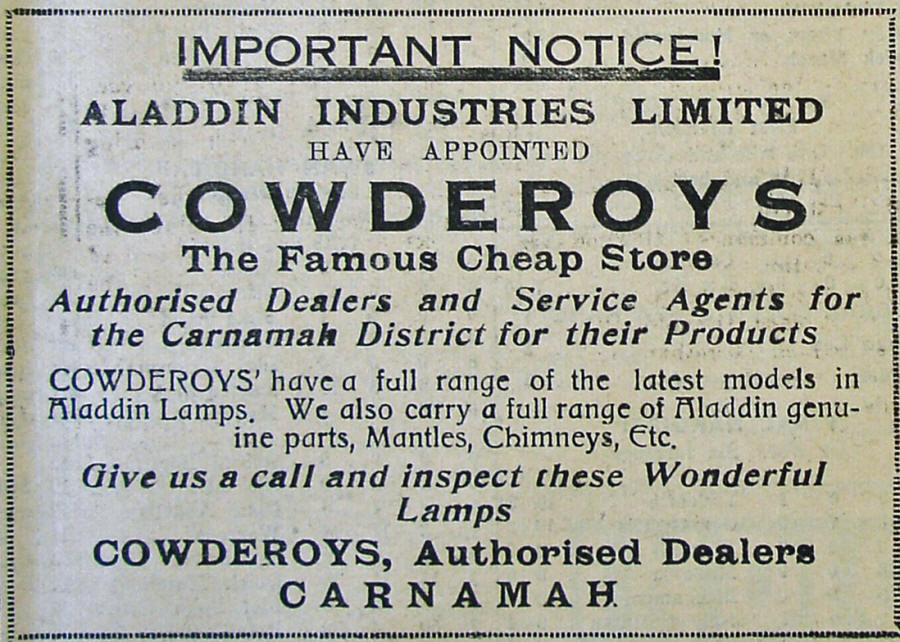 IMPORTANT NOTICE!
ALADDIN INDUSTRIES LIMITED
HAVE APPOINTED
COWDEROYS
The Famous Cheap Store
Authorised Dealers and Service Agents for
the Carnamah District for their Products
COWDEROYS' have a full range of the latest models in
Aladdin Lamps. We also carry a full range of Aladdin genu-
ine parts, Mantles, Chimneys, Etc.
Give us a call and inspect these Wonderful
Lamps
COWDEROYS, Authorised Dealers
CARNAMAH.